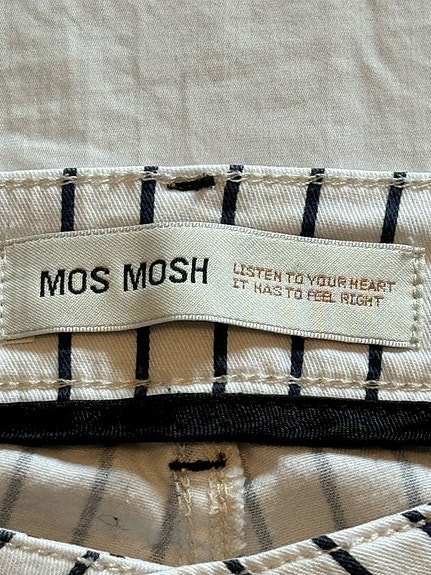 MOS MOSH
LISTEN TO YOUR HEART
IT HAS TO FEEL RIGHT